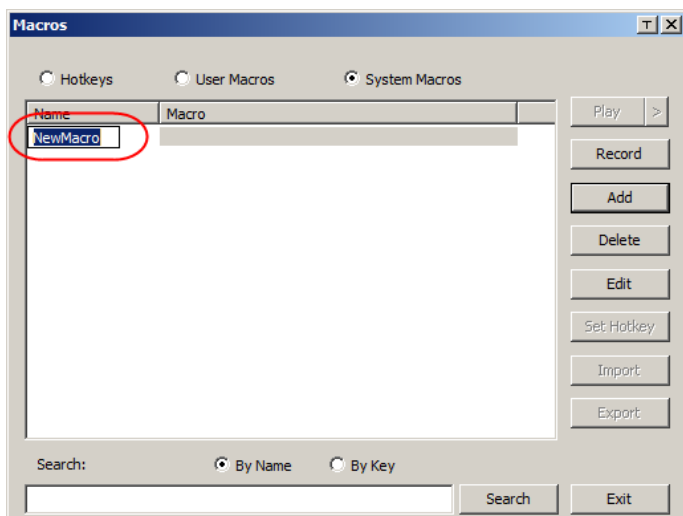 Macros
Hotkeys User Macros System Macros
Name Macro
NewMacro
Play >
Record
Add
Delete
Edit
Set Hotkey
Import
Export
Search: By Name By Key
Search Exit